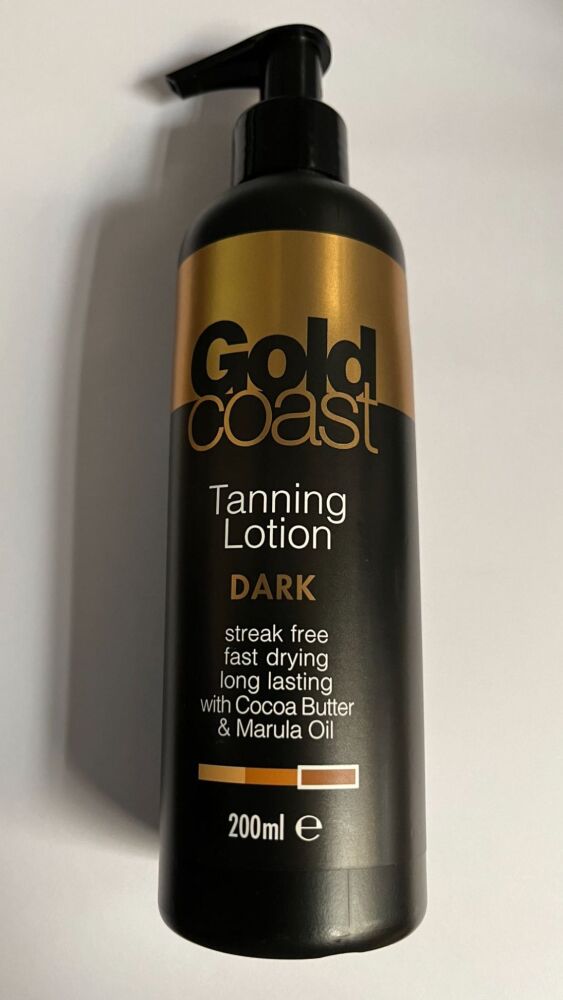 Gold
coast
Tanning
Lotion
DARK
streak free
fast drying
long lasting
with Cocoa Butter
& Marula Oil
200ml ℮